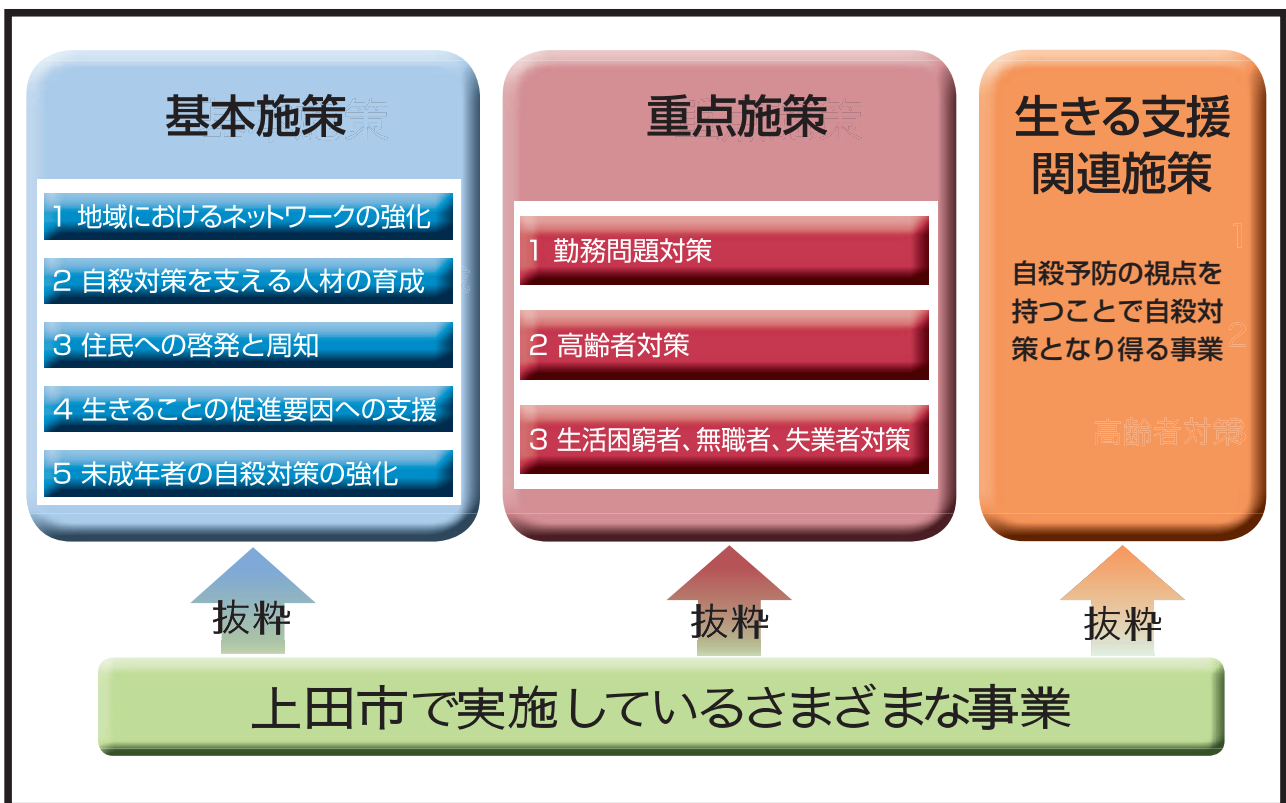 基本施策
1 地域におけるネットワークの強化
2 自殺対策を支える人材の育成
3 住民への啓発と周知
4 生きることの促進要因への支援
5 未成年者の自殺対策の強化
重点施策
1 勤務問題対策
2 高齢者対策
3 生活困窮者、無職者、失業者対策
生きる支援
関連施策
自殺予防の視点を
持つことで自殺対
策となり得る事業
1
2
高齢者対策
抜粋
抜粋
抜粋
上田市で実施しているさまざまな事業